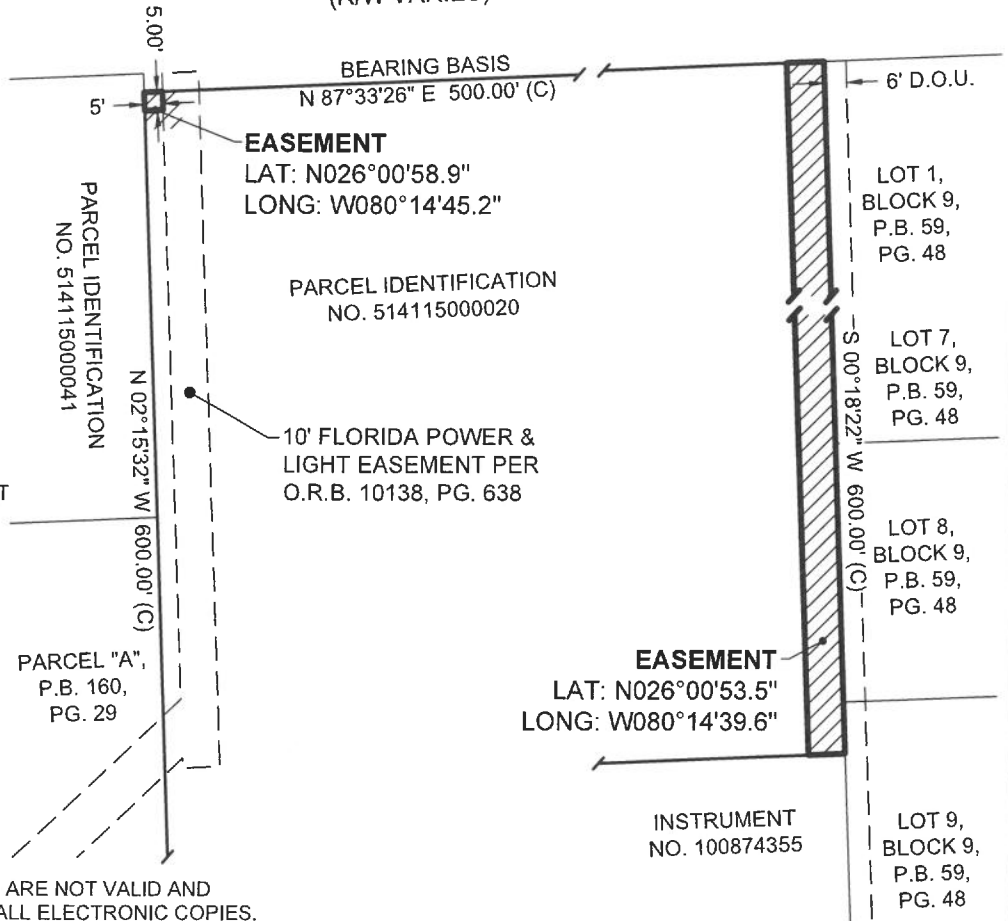 (R/W VARIES)
5.00'
BEARING BASIS
N 87°33'26" E 500.00' (C)
5'
6' D.O.U.
EASEMENT
LAT: N026°00'58.9"
LONG: W080°14'45.2"
PARCEL IDENTIFICATION
NO. 514115000041
PARCEL IDENTIFICATION
NO. 514115000020
LOT 1,
BLOCK 9,
P.B. 59,
PG. 48
LOT 7,
BLOCK 9,
P.B. 59,
PG. 48
S 00°18'22" W 600.00' (C)
N 02°15'32" W 600.00' (C)
10' FLORIDA POWER &
LIGHT EASEMENT PER
O.R.B. 10138, PG. 638
T
LOT 8,
BLOCK 9,
P.B. 59,
PG. 48
PARCEL "A",
P.B. 160,
PG. 29
EASEMENT
LAT: N026°00'53.5"
LONG: W080°14'39.6"
INSTRUMENT
NO. 100874355
LOT 9,
BLOCK 9,
P.B. 59,
PG. 48
ARE NOT VALID AND
ALL ELECTRONIC COPIES.